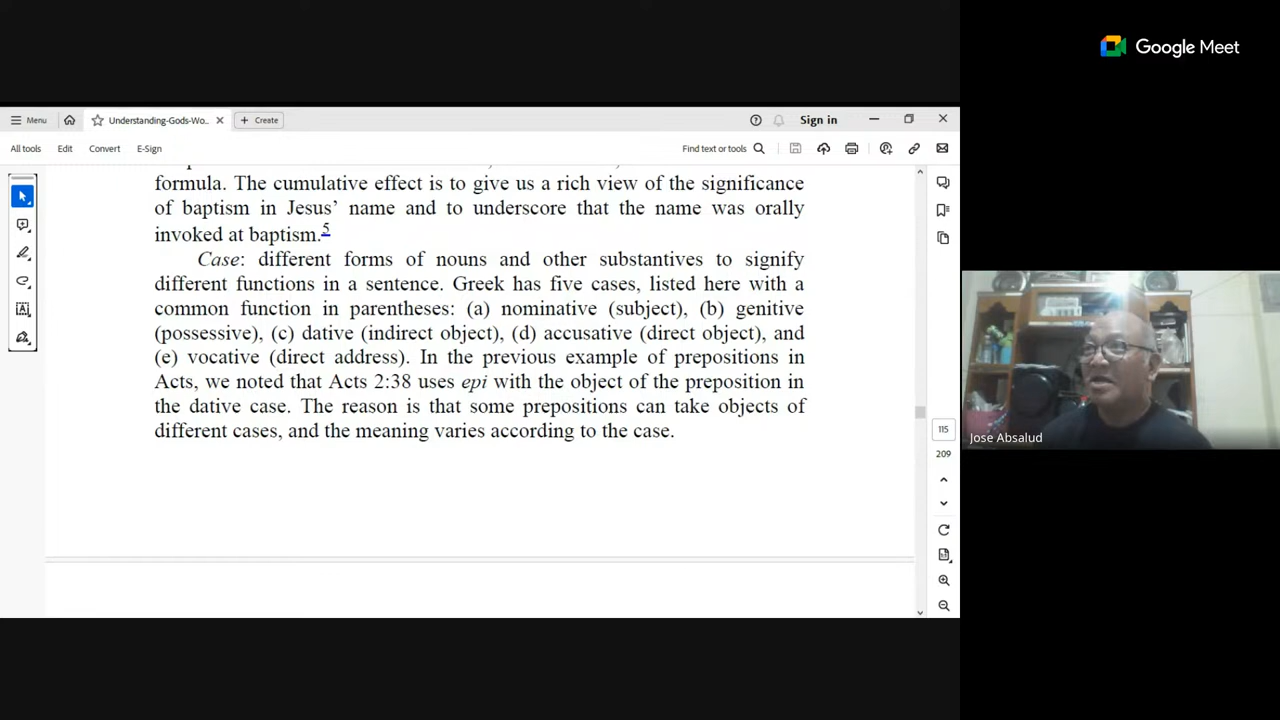 Google Meet
Menu
Understanding-Gods-Wo...
Create
Sign in
All tools
Edit
Convert
E-Sign
Find text or tools
formula. The cumulative effect is to give us a rich view of the significance
of baptism in Jesus’ name and to underscore that the name was orally
invoked at baptism.5
Case: different forms of nouns and other substantives to signify
different functions in a sentence. Greek has five cases, listed here with a
common function in parentheses: (a) nominative (subject), (b) genitive
(possessive), (c) dative (indirect object), (d) accusative (direct object), and
(e) vocative (direct address). In the previous example of prepositions in
Acts, we noted that Acts 2:38 uses epi with the object of the preposition in
the dative case. The reason is that some prepositions can take objects of
different cases, and the meaning varies according to the case.
115
209
Jose Absalud